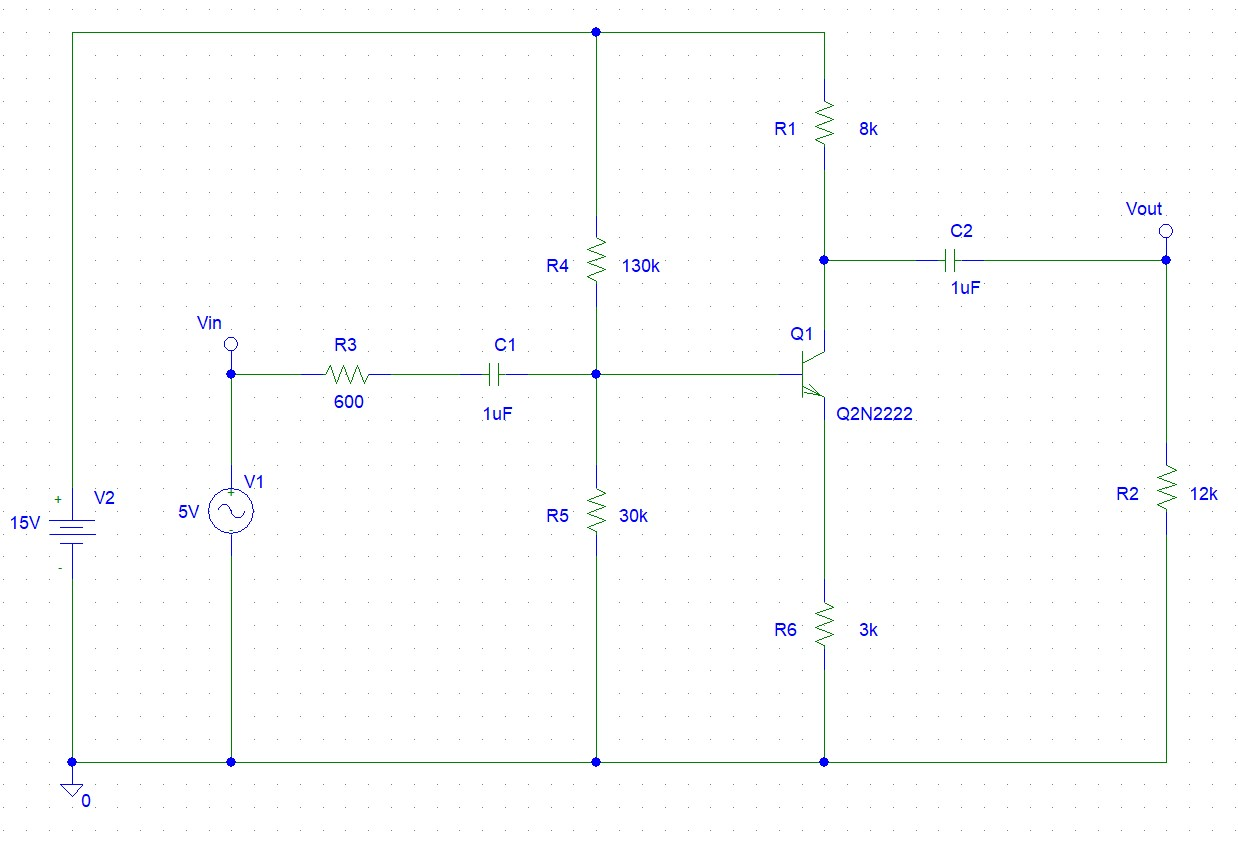 R1 8k
Vout
C2
1uF
R4 130k
Vin
R3
600
C1
1uF
Q1
Q2N2222
+
V2
15V
-
V1
+
5V
-
R5 30k
R2 12k
R6 3k
0